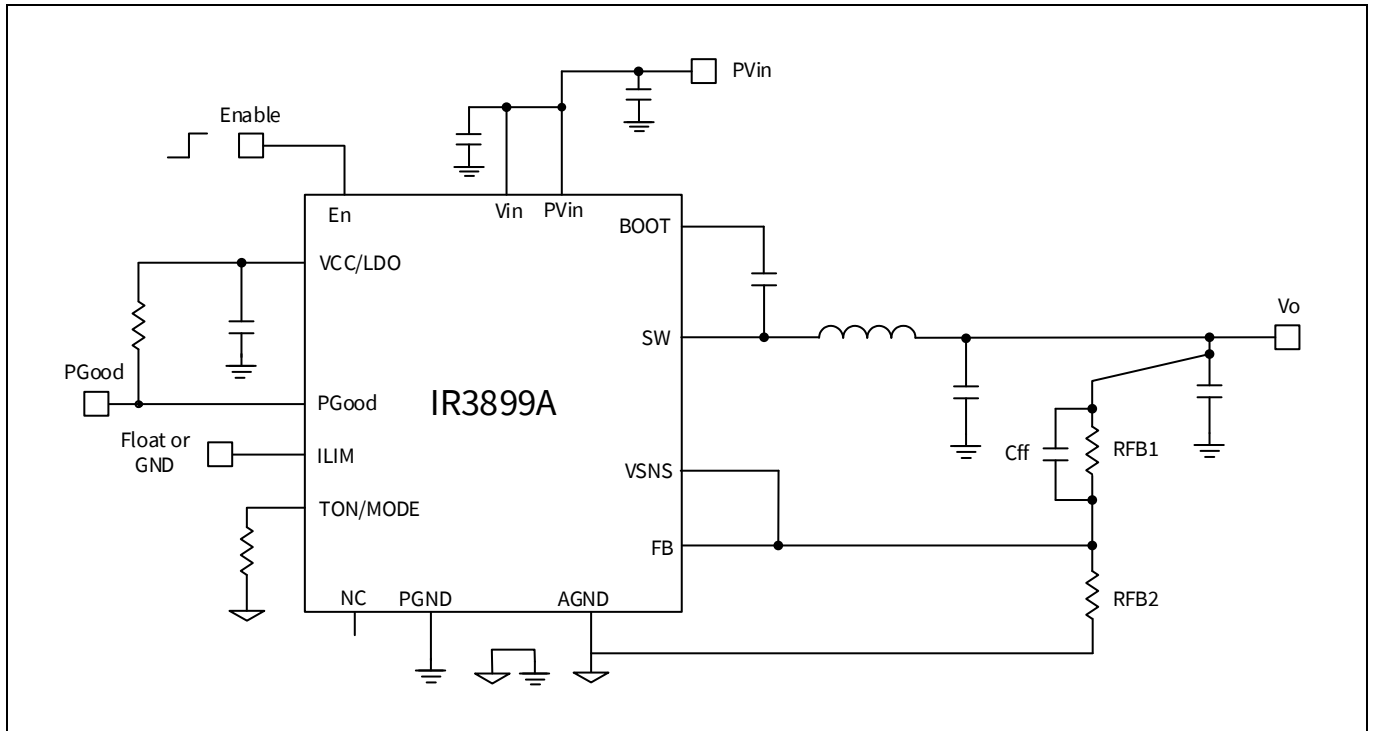 PVin
Enable
En
Vin
PVin
BOOT
VCC/LDO
SW
Vo
PGood
PGood
IR3899A
Float or
GND
ILIM
VSNS
Cff
RFB1
TON/MODE
FB
NC
PGND
AGND
RFB2